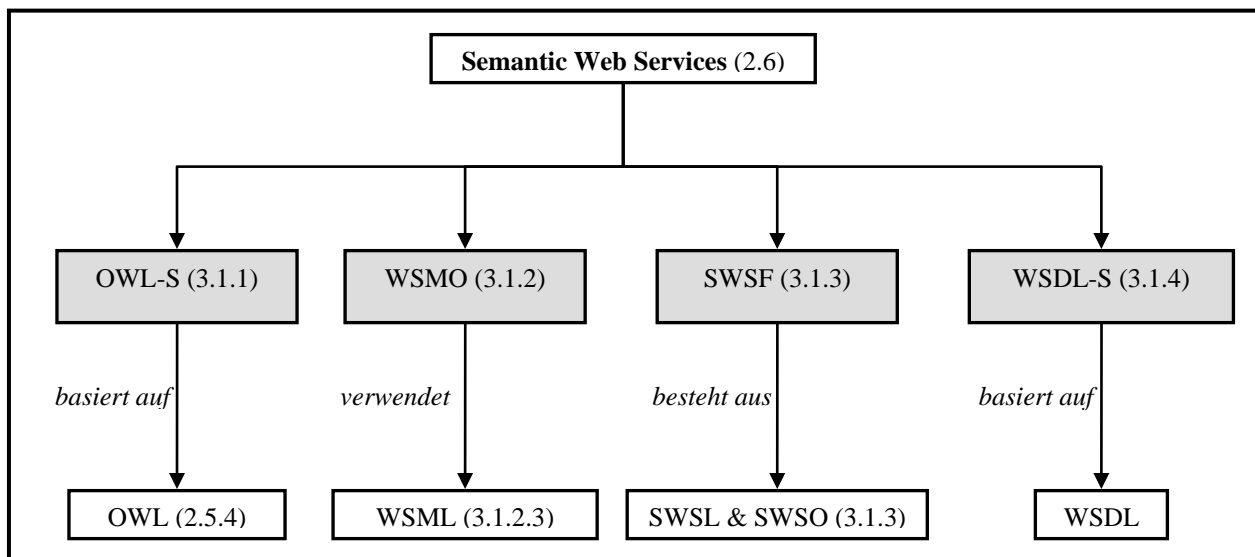 Semantic Web Services (2.6)
OWL-S (3.1.1)
WSMO (3.1.2)
SWSF (3.1.3)
WSDL-S (3.1.4)
basiert auf
verwendet
besteht aus
basiert auf
OWL (2.5.4)
WSML (3.1.2.3)
SWSL & SWSO (3.1.3)
WSDL